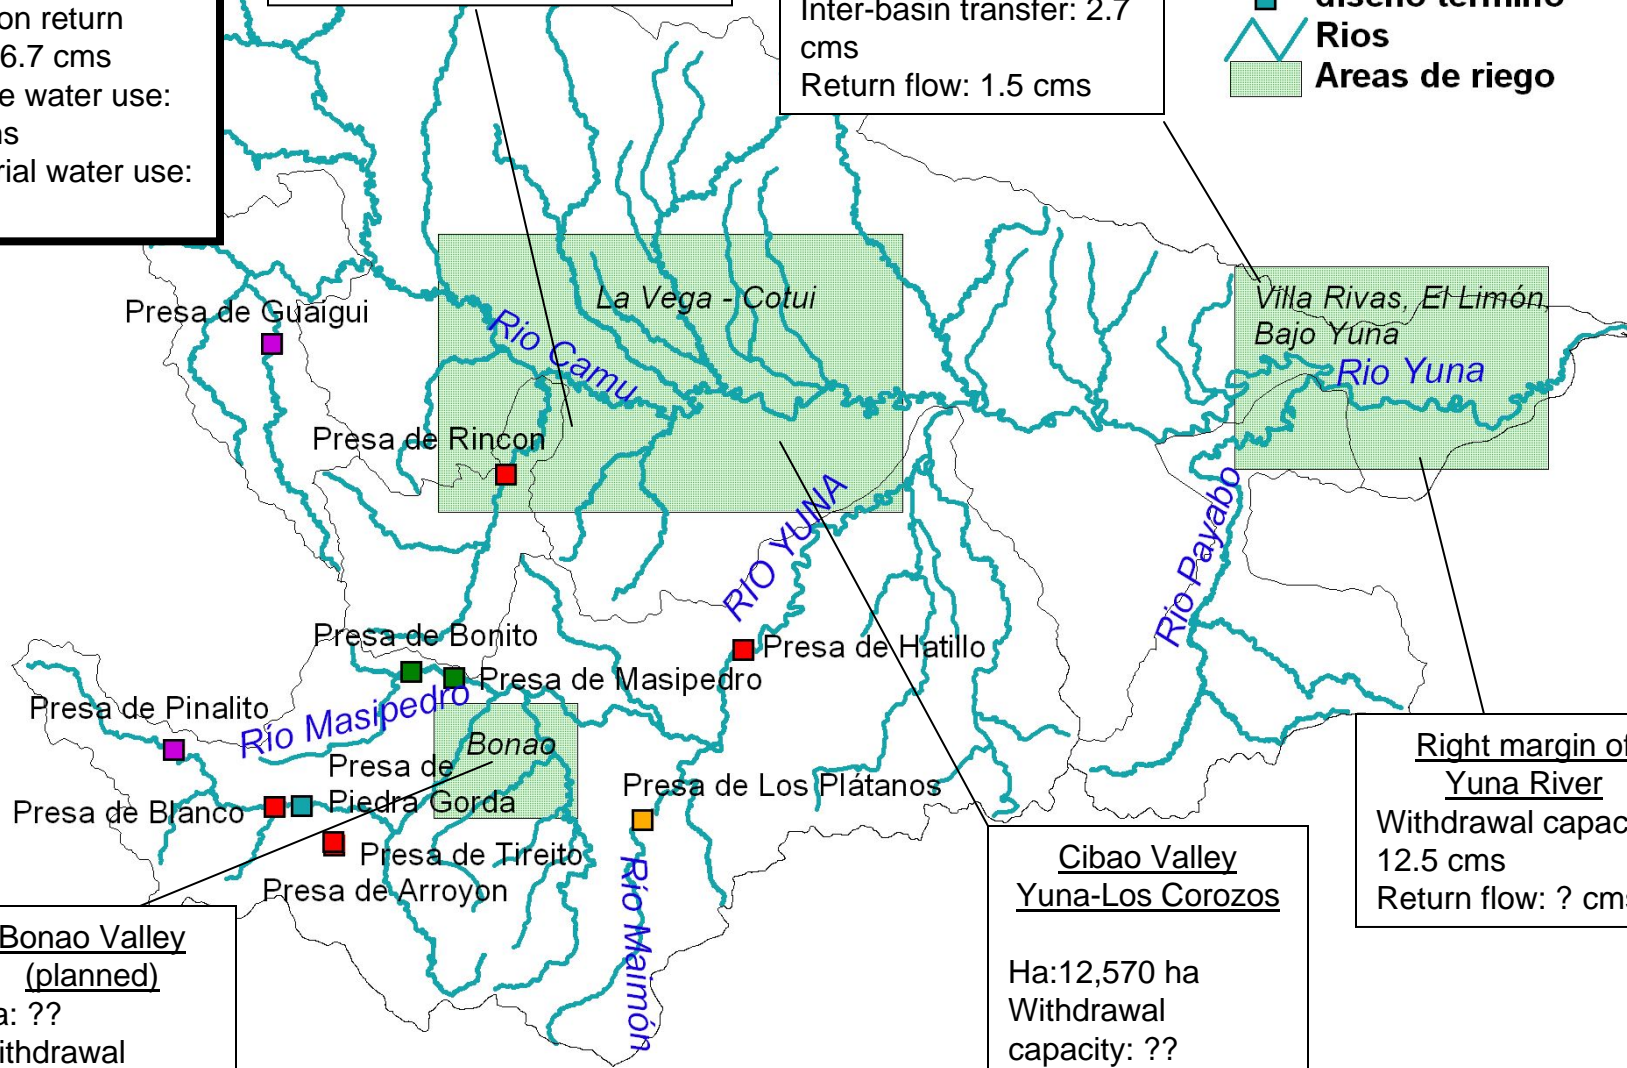 on return
6.7 cms
e water use:
ns
rial water use:
Inter-basin transfer: 2.7
cms
Return flow: 1.5 cms
diseño termino
Rios
Areas de riego
La Vega - Cotui
Villa Rivas, El Limón,
Bajo Yuna
Rio Yuna
Presa de Guaigui
Rio Camu
Presa de Rincon
RIO YUNA
Rio Payabo
Presa de Bonito
Presa de Hatillo
Presa de Masipedro
Presa de Pinalito
Río Masipedro
Bonao
Presa de
Piedra Gorda
Presa de Blanco
Presa de Los Plátanos
Presa de Tireito
Presa de Arroyon
Río Maimón
Right margin of
Yuna River
Withdrawal capac
12.5 cms
Return flow: ? cms
Cibao Valley
Yuna-Los Corozos
Ha:12,570 ha
Withdrawal
capacity: ??
Bonao Valley
(planned)
a: ??
ithdrawal